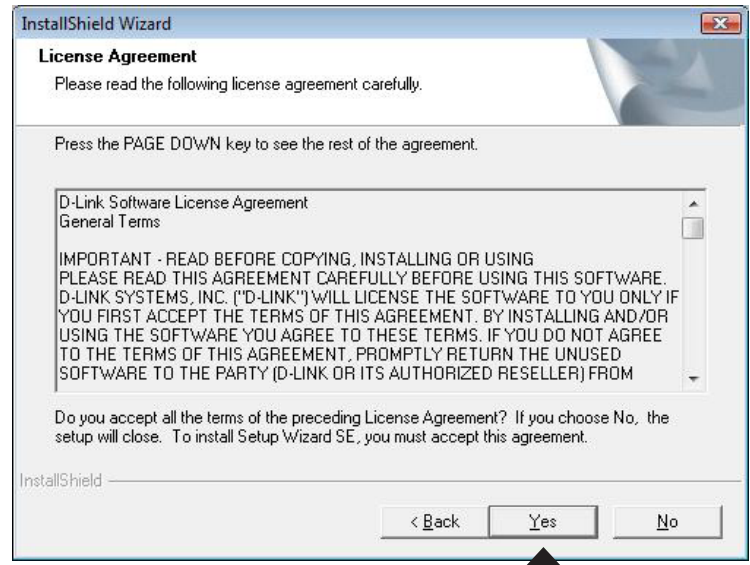 InstallShield Wizard
License Agreement
Please read the following license agreement carefully.
Press the PAGE DOWN key to see the rest of the agreement.
D-Link Software License Agreement
General Terms
IMPORTANT - READ BEFORE COPYING, INSTALLING OR USING
PLEASE READ THIS AGREEMENT CAREFULLY BEFORE USING THIS SOFTWARE.
D-LINK SYSTEMS, INC. ("D-LINK") WILL LICENSE THE SOFTWARE TO YOU ONLY IF
YOU FIRST ACCEPT THE TERMS OF THIS AGREEMENT. BY INSTALLING AND/OR
USING THE SOFTWARE YOU AGREE TO THESE TERMS. IF YOU DO NOT AGREE
TO THE TERMS OF THIS AGREEMENT, PROMPTLY RETURN THE UNUSED
SOFTWARE TO THE PARTY (D-LINK OR ITS AUTHORIZED RESELLER) FROM
Do you accept all the terms of the preceding License Agreement? If you choose No, the
setup will close. To install Setup Wizard SE, you must accept this agreement.
InstallShield
< Back Yes No